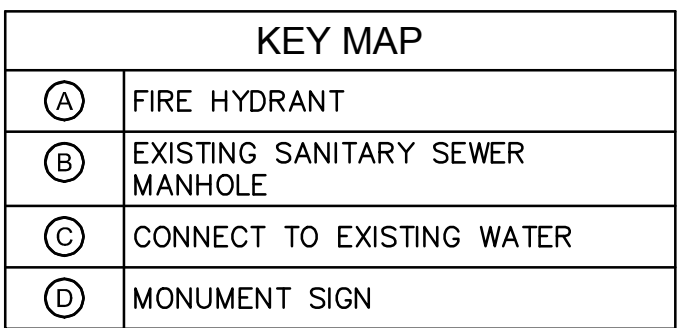 KEY MAP
A FIRE HYDRANT
B EXISTING SANITARY SEWER
MANHOLE
C CONNECT TO EXISTING WATER
D MONUMENT SIGN